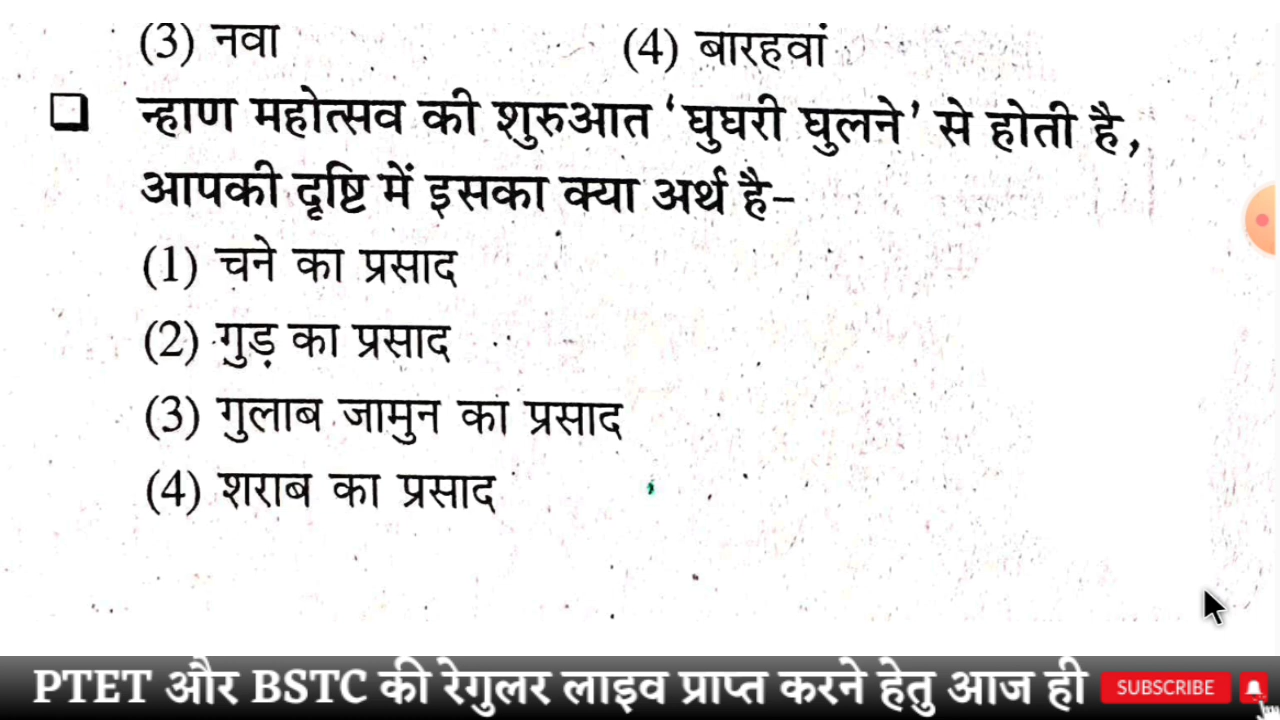 (3) नवा (4) बारहवां
न्हाण महोत्सव की शुरुआत ‘घुघरी घुलने’ से होती है,
आपकी दृष्टि में इसका क्या अर्थ है–
(1) चने का प्रसाद
(2) गुड़ का प्रसाद
(3) गुलाब जामुन का प्रसाद
(4) शराब का प्रसाद
PTET और BSTC की रेगुलर लाइव प्राप्त करने हेतु आज ही SUBSCRIBE